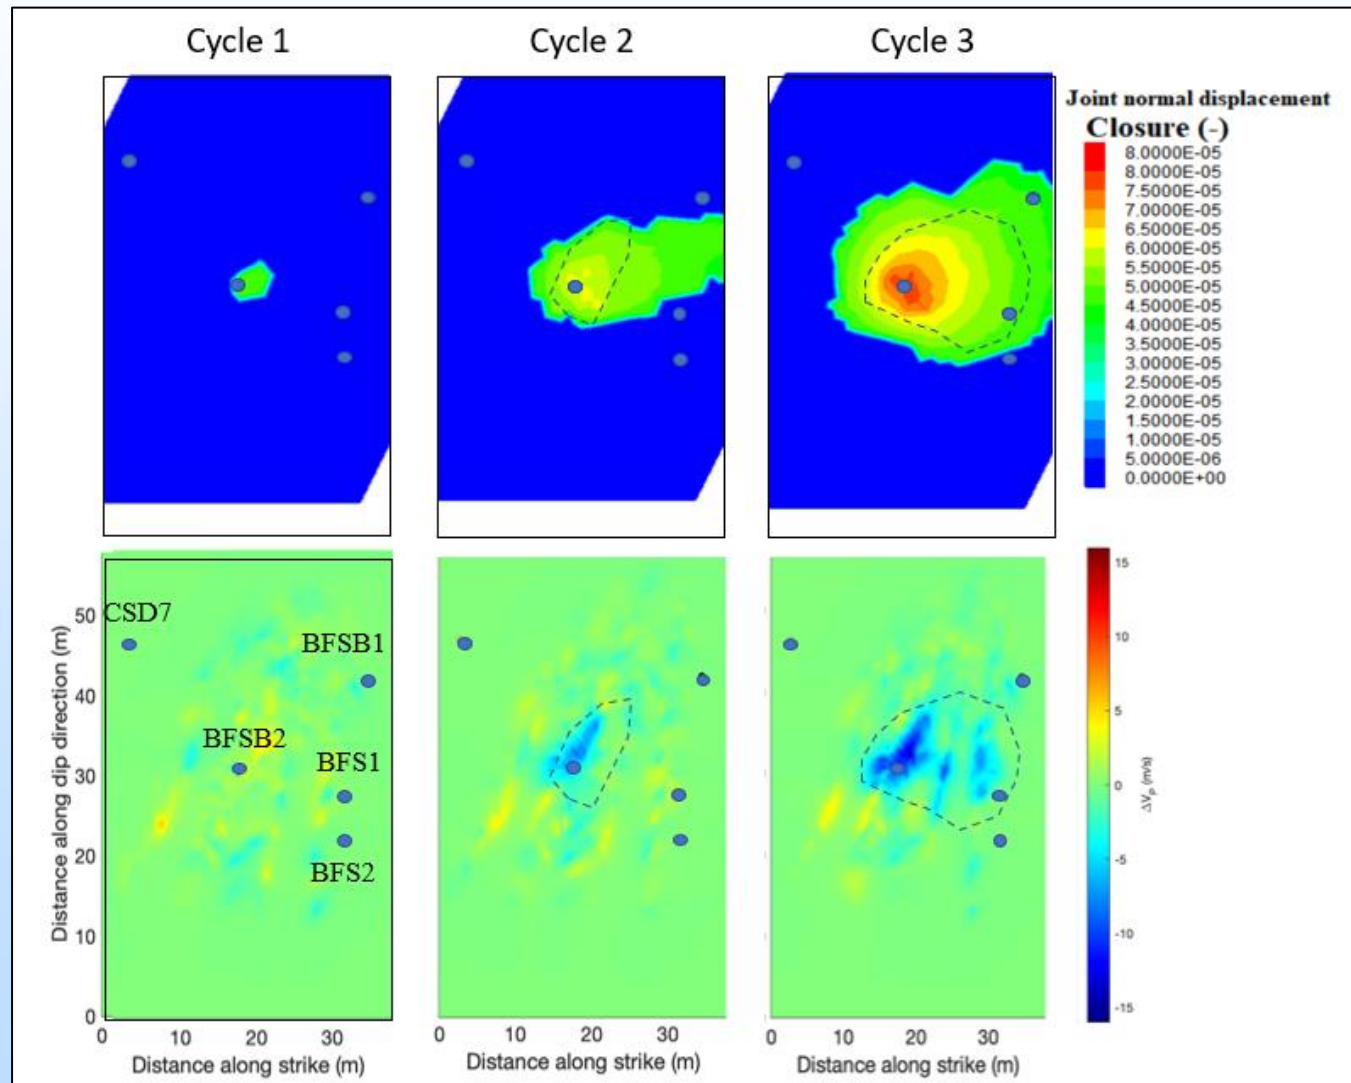 Cycle 1
Cycle 2
Cycle 3
Joint normal displacement
Closure (-)
8.0000E-05
8.0000E-05
7.5000E-05
7.0000E-05
6.5000E-05
6.0000E-05
5.5000E-05
5.0000E-05
4.5000E-05
4.0000E-05
3.5000E-05
3.0000E-05
2.5000E-05
2.0000E-05
1.5000E-05
1.0000E-05
5.0000E-06
0.0000E+00
Distance along dip direction (m)
50
40
30
20
10
0
CSD7
BFSB1
BFSB2
BFS1
BFS2
15
10
5
0
-5
-10
-15
ΔVP (m/s)
0 10 20 30
Distance along strike (m)
0 10 20 30
Distance along strike (m)
0 10 20 30
Distance along strike (m)